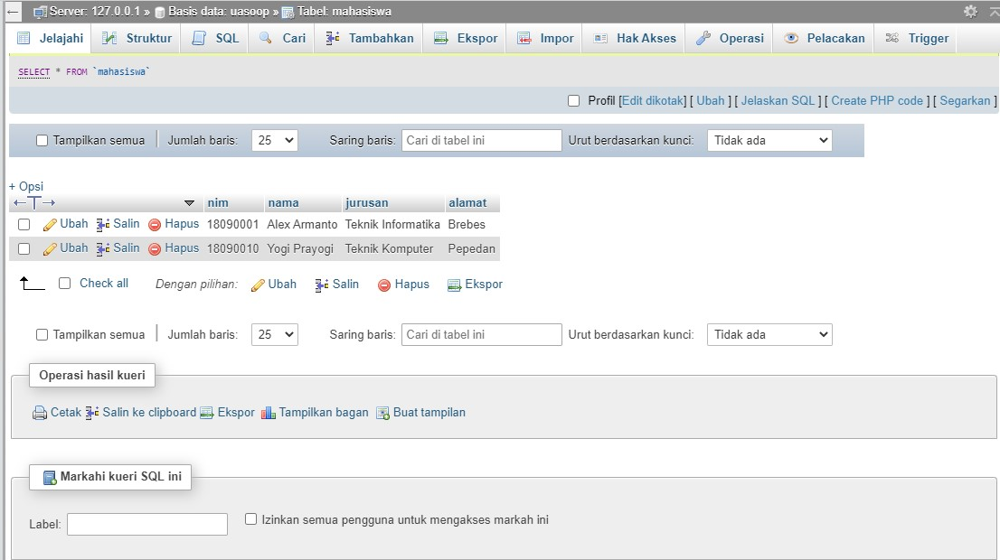 Server: 127.0.0.1 » Basis data: uasoop » Tabel: mahasiswa
Jelajahi Struktur SQL Cari Tambahkan Ekspor Impor Hak Akses Operasi Pelacakan Trigger
SELECT * FROM `mahasiswa`
Profil [Edit dikotak] [ Ubah ] [ Jelaskan SQL ] [ Create PHP code ] [ Segarkan ]
Tampilkan semua Jumlah baris: 25 Saring baris: Cari di tabel ini Urut berdasarkan kunci: Tidak ada
+ Opsi
←T→ nim nama jurusan alamat
Ubah Salin Hapus 18090001 Alex Armanto Teknik Informatika Brebes
Ubah Salin Hapus 18090010 Yogi Prayogi Teknik Komputer Pepedan
Check all Dengan pilihan: Ubah Salin Hapus Ekspor
Tampilkan semua Jumlah baris: 25 Saring baris: Cari di tabel ini Urut berdasarkan kunci: Tidak ada
Operasi hasil kueri
Cetak Salin ke clipboard Ekspor Tampilkan bagan Buat tampilan
Markahi kueri SQL ini
Label: Izinkan semua pengguna untuk mengakses markah ini